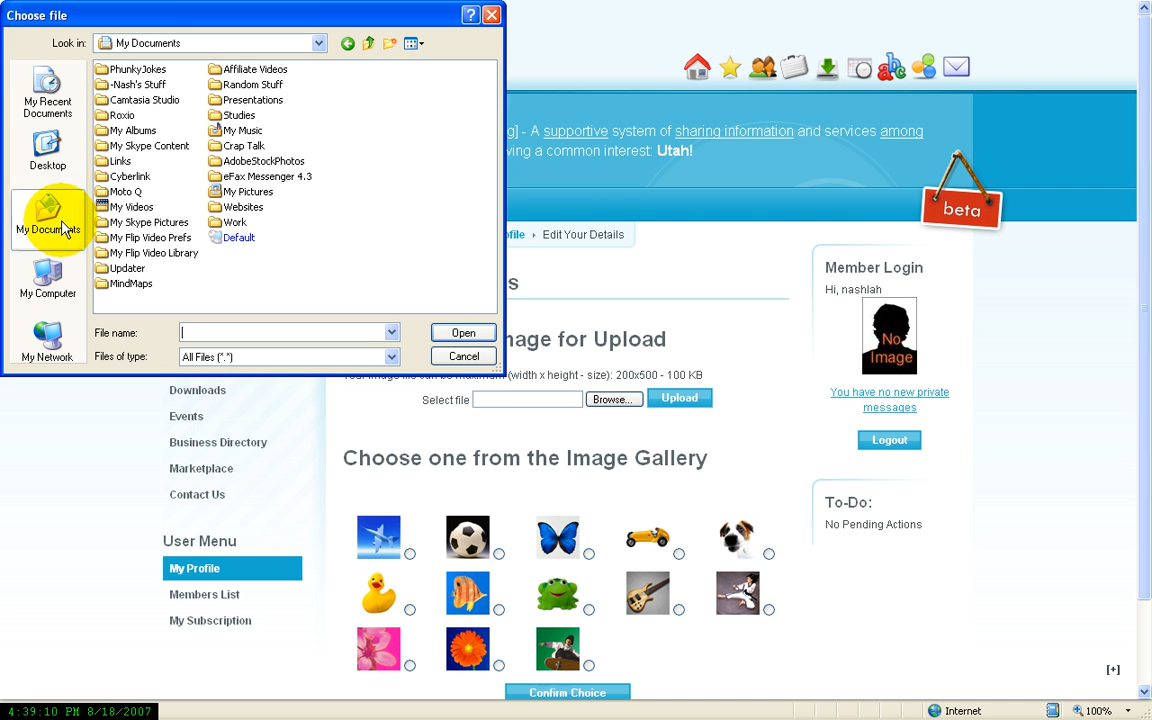 Choose file
Look in:
My Documents
My Recent
Documents
Desktop
My Documents
My Computer
My Network
PhunkyJokes
-Nash's Stuff
Camtasia Studio
Roxio
My Albums
My Skype Content
Links
Cyberlink
Moto Q
My Videos
My Skype Pictures
My Flip Video Prefs
My Flip Video Library
Updater
MindMaps
Affiliate Videos
Random Stuff
Presentations
Studies
My Music
Crap Talk
AdobeStockPhotos
eFax Messenger 4.3
My Pictures
Websites
Work
Default
File name:
Open
Files of type:
All Files (*.*)
Cancel
abc
g] - A supportive system of sharing information and services among
ving a common interest: Utah!
beta
ofile › Edit Your Details
s
mage for Upload
(width x height - size): 200x500 - 100 KB
Select file
Browse...
Upload
Choose one from the Image Gallery
Confirm Choice
Downloads
Events
Business Directory
Marketplace
Contact Us
User Menu
My Profile
Members List
My Subscription
Member Login
Hi, nashlah
No
Image
You have no new private
messages
Logout
To-Do:
No Pending Actions
[+]
4:39:10 PM 8/18/2007
Internet
100%